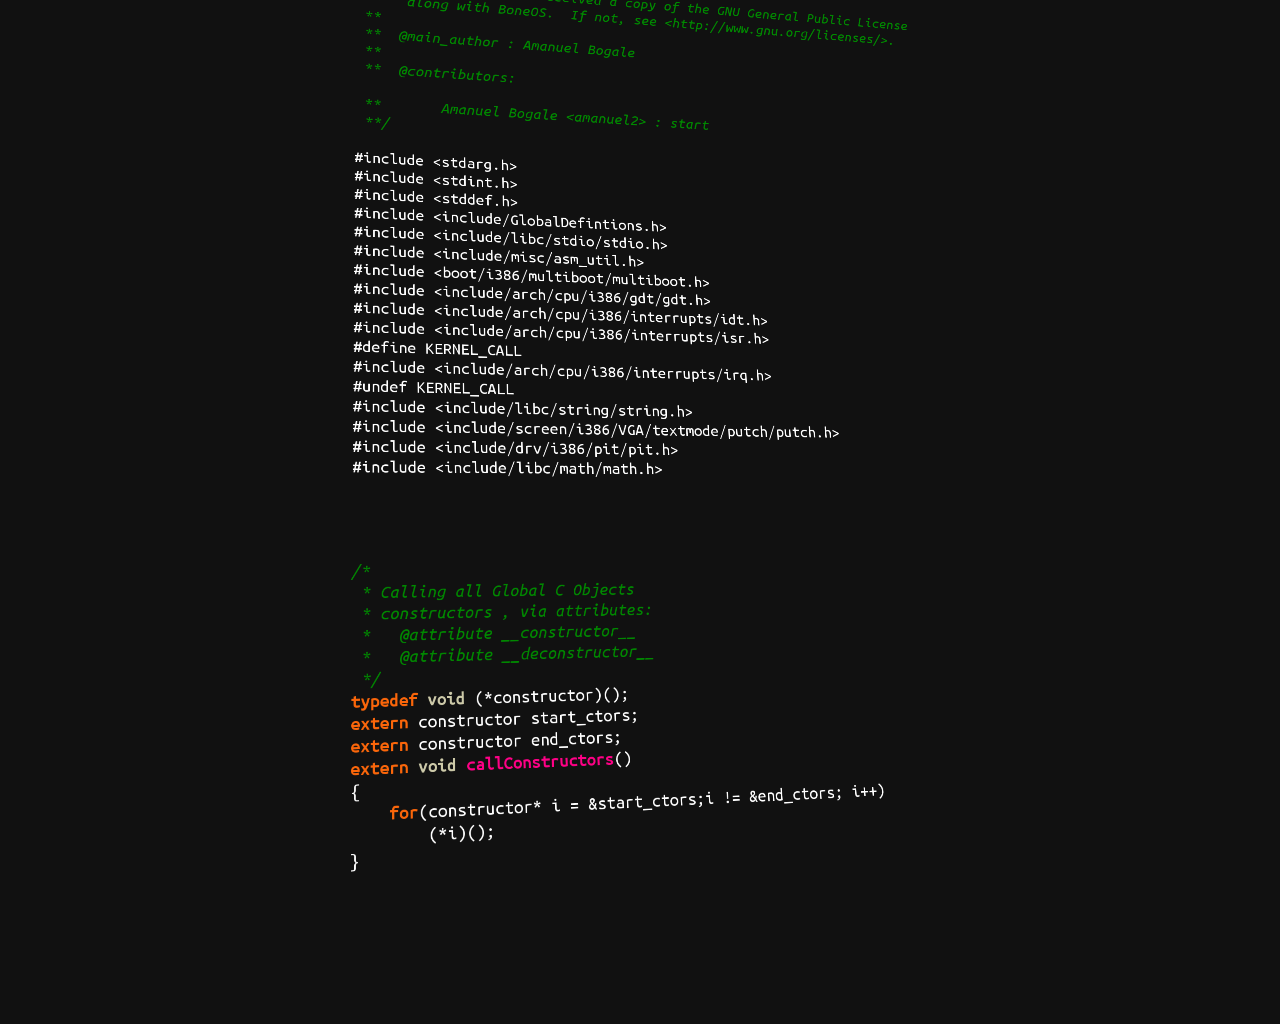 received a copy of the GNU General Public License
** along with BoneOS.  If not, see <http://www.gnu.org/licenses/>.
**
**  @main_author : Amanuel Bogale
**
**  @contributors:
**       Amanuel Bogale <amanuel2> : start
**/
#include <stdarg.h>
#include <stdint.h>
#include <stddef.h>
#include <include/GlobalDefintions.h>
#include <include/libc/stdio/stdio.h>
#include <include/misc/asm_util.h>
#include <boot/i386/multiboot/multiboot.h>
#include <include/arch/cpu/i386/gdt/gdt.h>
#include <include/arch/cpu/i386/interrupts/idt.h>
#include <include/arch/cpu/i386/interrupts/isr.h>
#define KERNEL_CALL
#include <include/arch/cpu/i386/interrupts/irq.h>
#undef KERNEL_CALL
#include <include/libc/string/string.h>
#include <include/screen/i386/VGA/textmode/putch/putch.h>
#include <include/drv/i386/pit/pit.h>
#include <include/libc/math/math.h>
/*
 * Calling all Global C Objects
 * constructors , via attributes:
 *   @attribute __constructor__
 *   @attribute __deconstructor__
 */
typedef void (*constructor)();
extern constructor start_ctors;
extern constructor end_ctors;
extern void callConstructors()
{
    for(constructor* i = &start_ctors;i != &end_ctors; i++)
        (*i)();
}